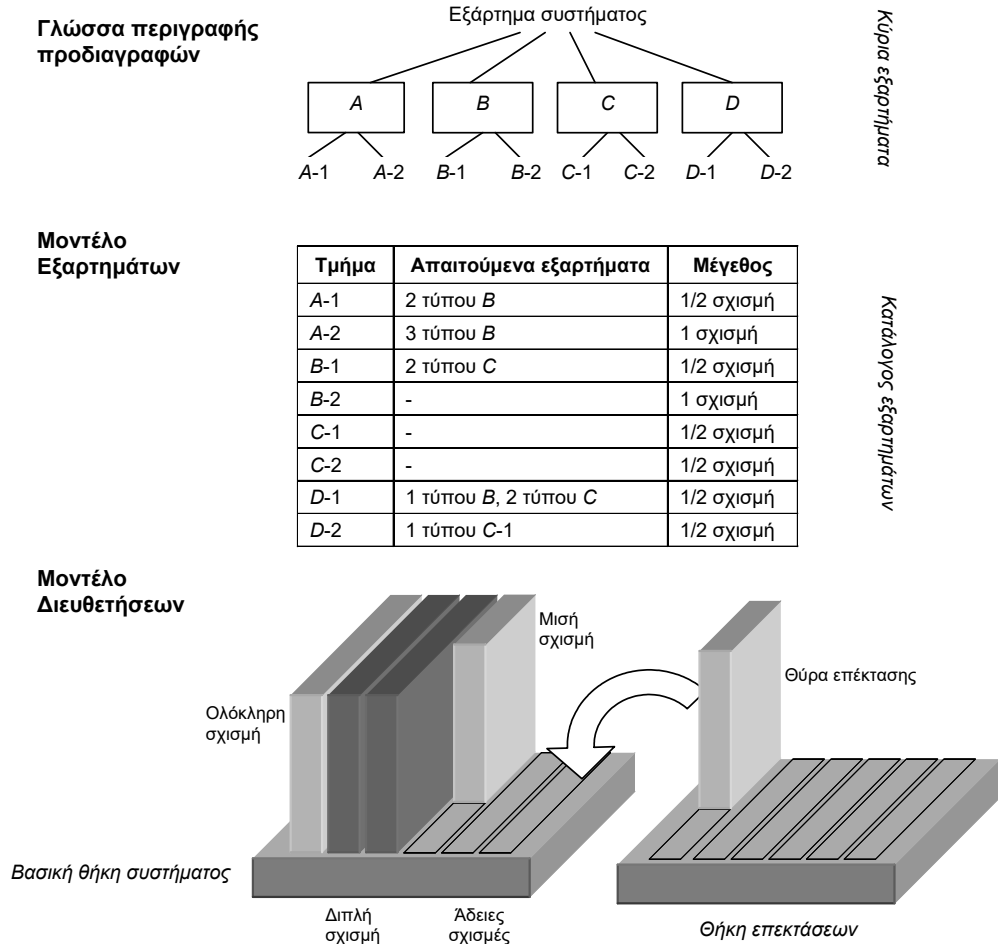 Γλώσσα περιγραφής
προδιαγραφών
Εξάρτημα συστήματος
A B C D
A-1 A-2 B-1 B-2 C-1 C-2 D-1 D-2
Κύρια εξαρτήματα
Μοντέλο
Εξαρτημάτων
Τμήμα Απαιτούμενα εξαρτήματα Μέγεθος
A-1 2 τύπου B 1/2 σχισμή
A-2 3 τύπου B 1 σχισμή
B-1 2 τύπου C 1/2 σχισμή
B-2 - 1 σχισμή
C-1 - 1/2 σχισμή
C-2 - 1/2 σχισμή
D-1 1 τύπου B, 2 τύπου C 1/2 σχισμή
D-2 1 τύπου C-1 1/2 σχισμή
Κατάλογος εξαρτημάτων
Μοντέλο
Διευθετήσεων
Μισή
σχισμή
Θύρα επέκτασης
Ολόκληρη
σχισμή
Βασική θήκη συστήματος
Διπλή
σχισμή
Άδειες
σχισμές
Θήκη επεκτάσεων